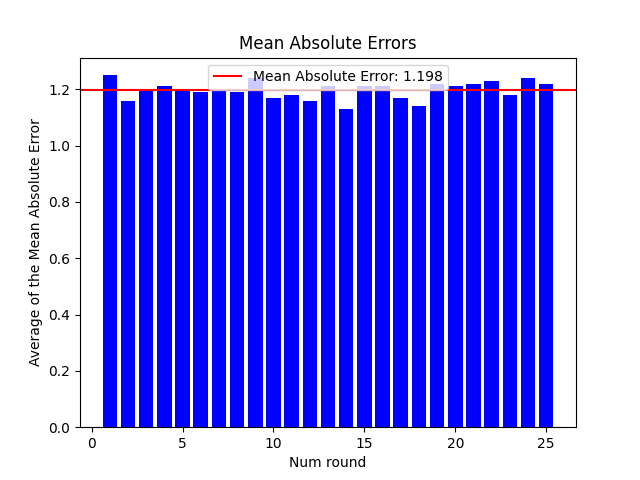 Mean Absolute Errors
Mean Absolute Error: 1.198
Average of the Mean Absolute Error
1.2
1.0
0.8
0.6
0.4
0.2
0.0
0 5 10 15 20 25
Num round